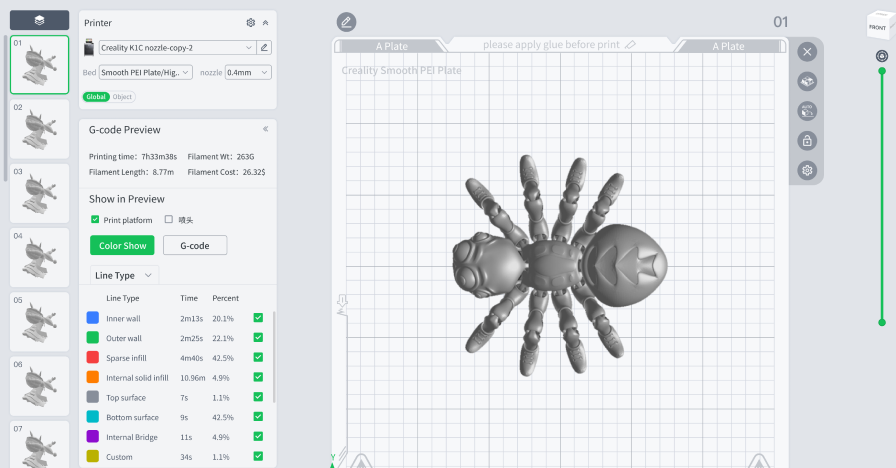 01
02
03
04
05
06
07
Printer
Creality K1C nozzle-copy-2
Bed
Smooth PEI Plate/Hig..
nozzle
0.4mm
Global
Object
G-code Preview
Printing time: 7h33m38s
Filament Wt: 263G
Filament Length: 8.77m
Filament Cost: 26.32$
Show in Preview
Print platform
喷头
Color Show
G-code
Line Type
Line Type Time Percent
Inner wall 2m13s 20.1%
Outer wall 2m25s 22.1%
Sparse infill 4m40s 42.5%
Internal solid infill 10.96m 4.9%
Top surface 7s 1.1%
Bottom surface 9s 42.5%
Internal Bridge 11s 4.9%
Custom 34s 1.1%
01
A Plate
please apply glue before print
A Plate
Creality Smooth PEI Plate
AUTO
FRONT
Y